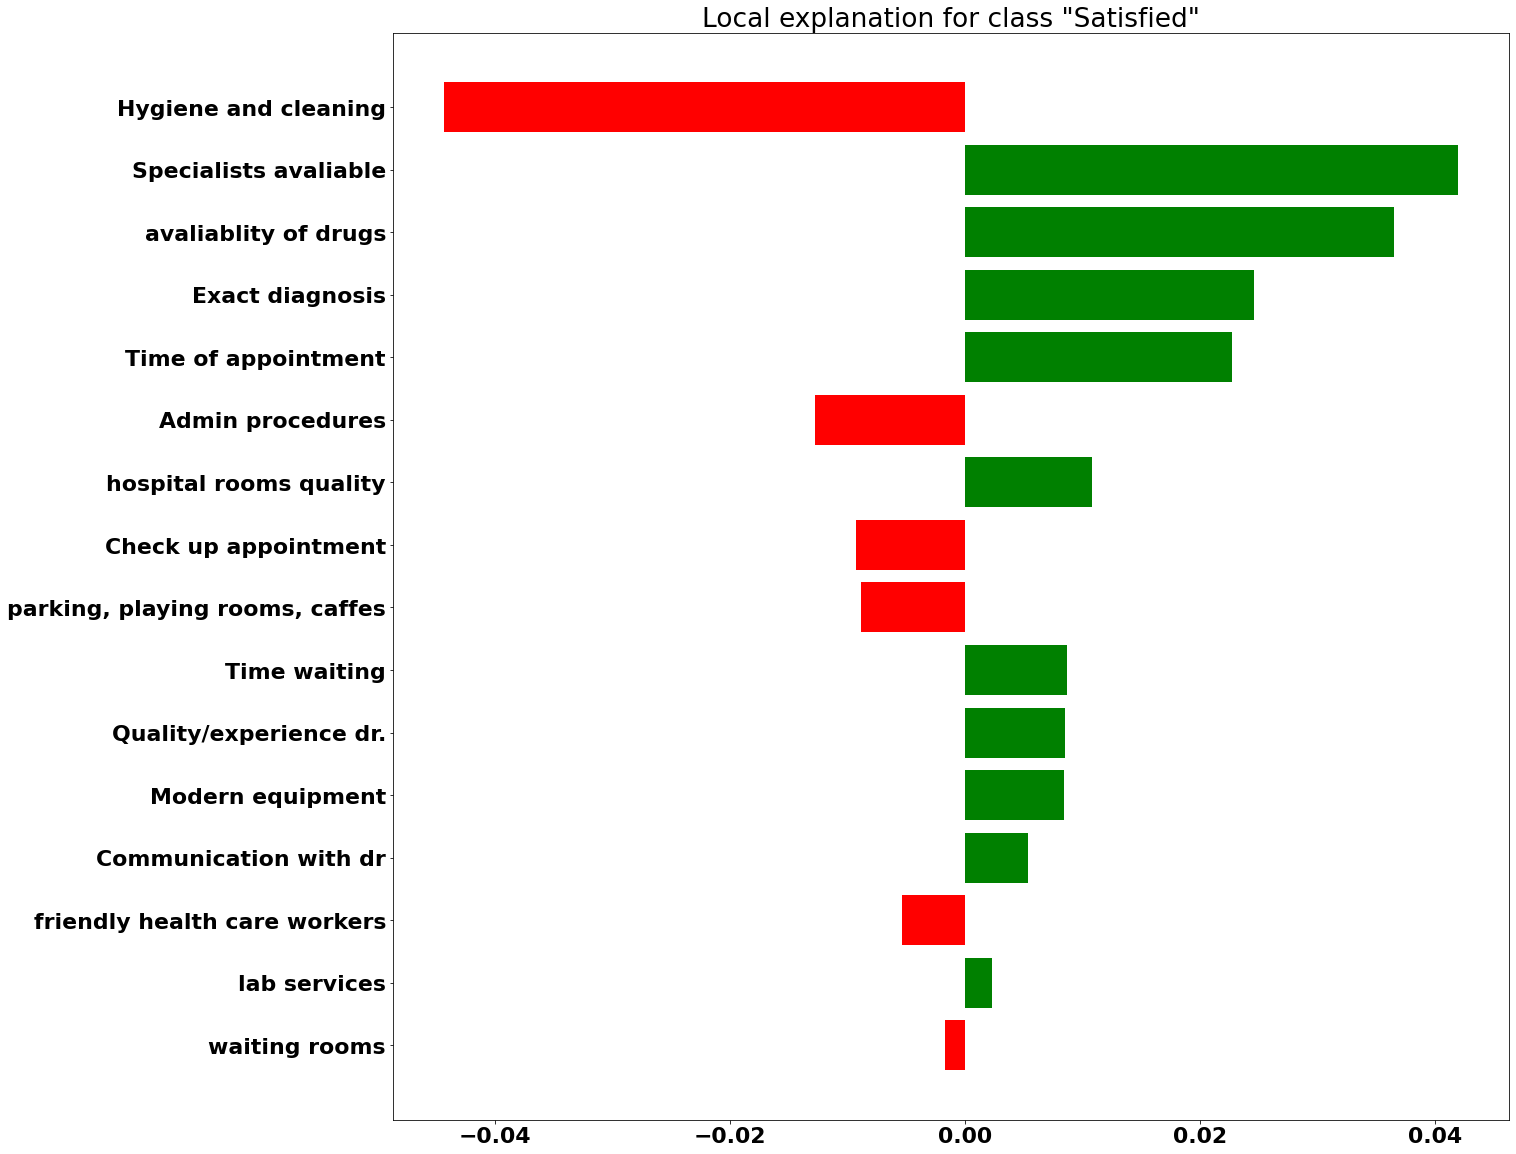 Local explanation for class "Satisfied"
Hygiene and cleaning
Specialists avaliable
avaliablity of drugs
Exact diagnosis
Time of appointment
Admin procedures
hospital rooms quality
Check up appointment
parking, playing rooms, caffes
Time waiting
Quality/experience dr.
Modern equipment
Communication with dr
friendly health care workers
lab services
waiting rooms
−0.04 −0.02 0.00 0.02 0.04